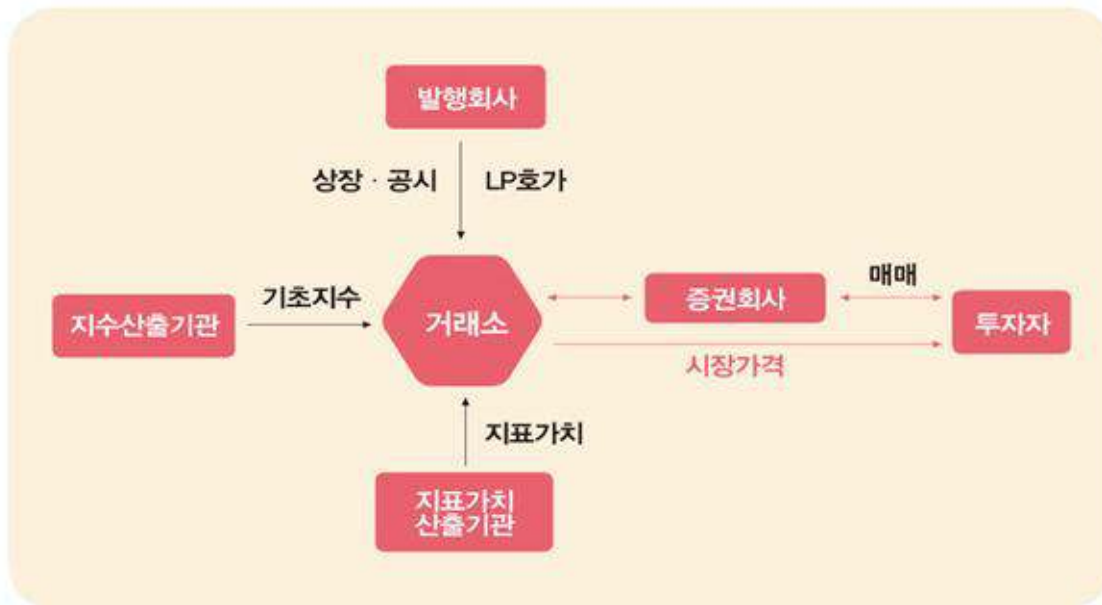 발행회사
상장 · 공시
LP호가
지수산출기관
기초지수
거래소
증권회사
매매
투자자
시장가격
지표가치
지표가치
산출기관